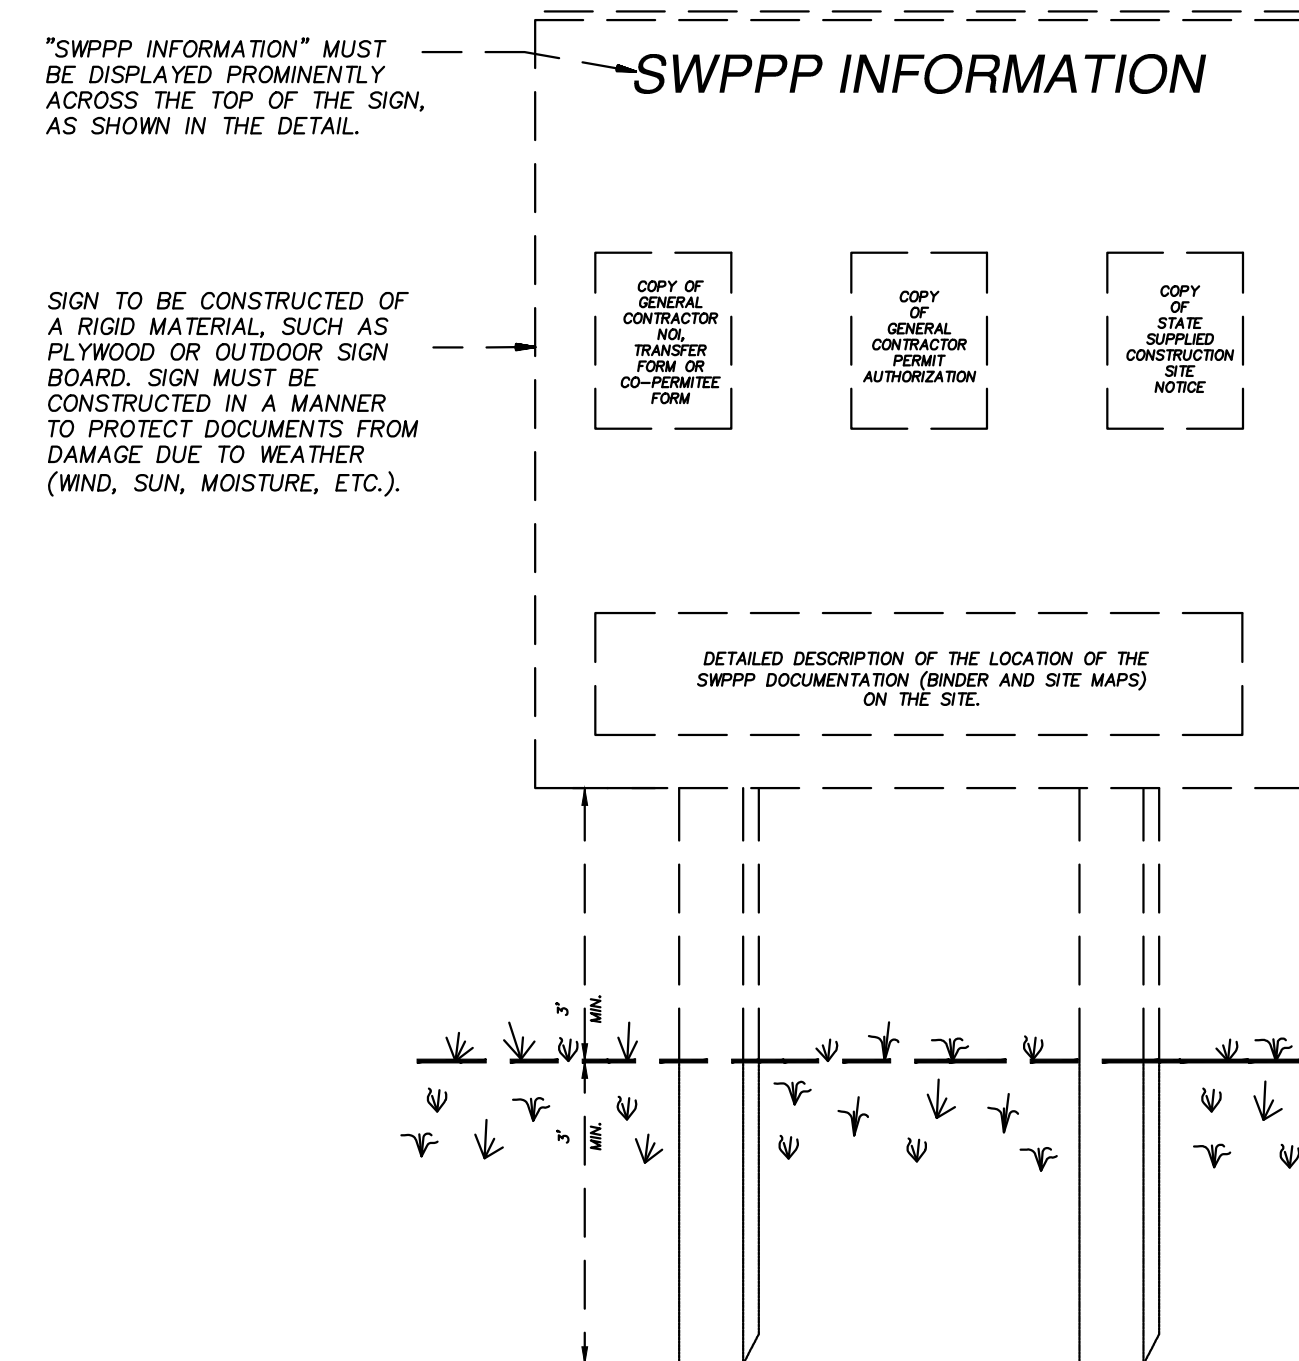 "SWPPP INFORMATION" MUST
BE DISPLAYED PROMINENTLY
ACROSS THE TOP OF THE SIGN,
AS SHOWN IN THE DETAIL.
SWPPP INFORMATION
SIGN TO BE CONSTRUCTED OF
A RIGID MATERIAL, SUCH AS
PLYWOOD OR OUTDOOR SIGN
BOARD. SIGN MUST BE
CONSTRUCTED IN A MANNER
TO PROTECT DOCUMENTS FROM
DAMAGE DUE TO WEATHER
(WIND, SUN, MOISTURE, ETC.).
COPY OF
GENERAL
CONTRACTOR
NOI,
TRANSFER
FORM OR
CO-PERMITEE
FORM
COPY
OF
GENERAL
CONTRACTOR
PERMIT
AUTHORIZATION
COPY
OF
STATE
SUPPLIED
CONSTRUCTION
SITE
NOTICE
DETAILED DESCRIPTION OF THE LOCATION OF THE
SWPPP DOCUMENTATION (BINDER AND SITE MAPS)
ON THE SITE.
3'
MIN.
3'
MIN.